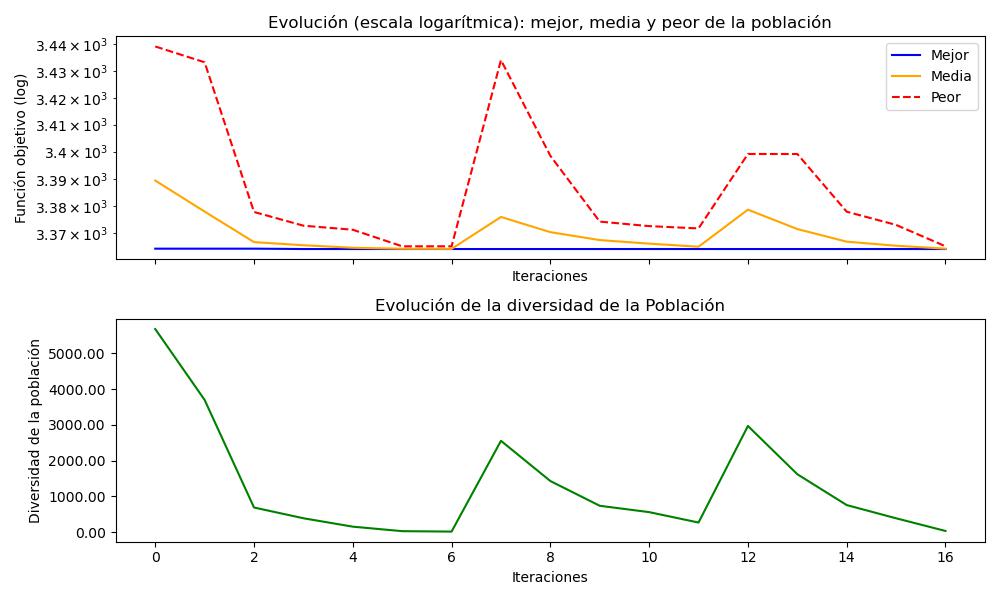 Evolución (escala logarítmica): mejor, media y peor de la población
Función objetivo (log)
3.44 × 10³
3.43 × 10³
3.42 × 10³
3.41 × 10³
3.4 × 10³
3.39 × 10³
3.38 × 10³
3.37 × 10³
Mejor
Media
Peor
Iteraciones
Evolución de la diversidad de la Población
Diversidad de la población
5000.00
4000.00
3000.00
2000.00
1000.00
0.00
0 2 4 6 8 10 12 14 16
Iteraciones